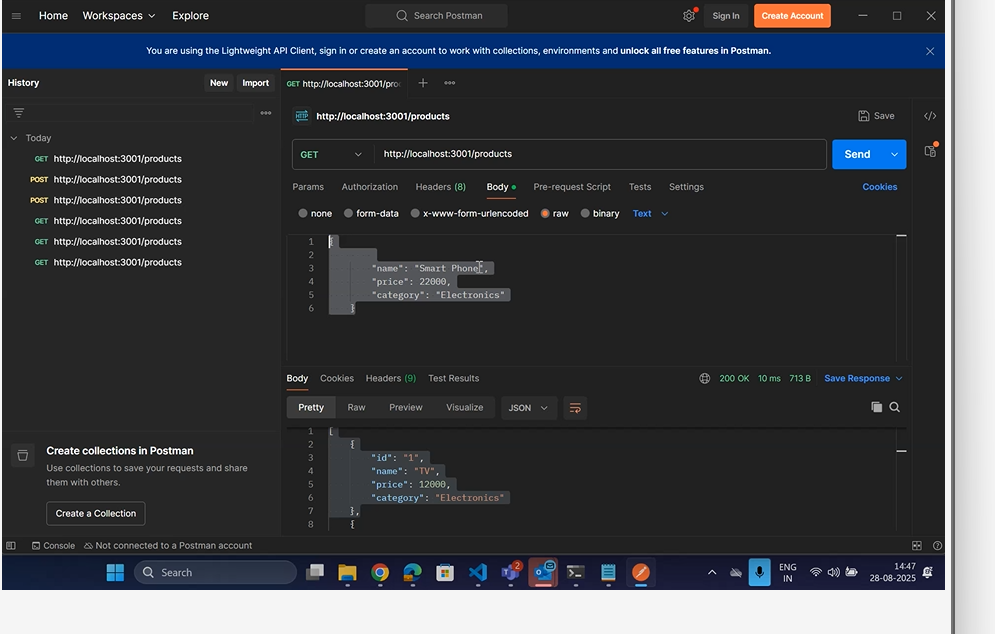 Home Workspaces Explore Search Postman Sign In Create Account
You are using the Lightweight API Client, sign in or create an account to work with collections, environments and unlock all free features in Postman.
History New Import GET http://localhost:3001/pro
HTTP http://localhost:3001/products Save
Today
GET http://localhost:3001/products
POST http://localhost:3001/products
POST http://localhost:3001/products
GET http://localhost:3001/products
GET http://localhost:3001/products
GET http://localhost:3001/products
GET http://localhost:3001/products Send
Params Authorization Headers (8) Body Pre-request Script Tests Settings Cookies
none form-data x-www-form-urlencoded raw binary Text
1 {
2
3 "name": "Smart Phone",
4 "price": 22000,
5 "category": "Electronics"
6 }
Body Cookies Headers (9) Test Results 200 OK 10 ms 713 B Save Response
Pretty Raw Preview Visualize JSON
1 [
2 {
3 "id": "1",
4 "name": "TV",
5 "price": 12000,
6 "category": "Electronics"
7 },
8 {
Create collections in Postman
Use collections to save your requests and share
them with others.
Create a Collection
Console Not connected to a Postman account
Search 2 ENG
IN 14:47
28-08-2025